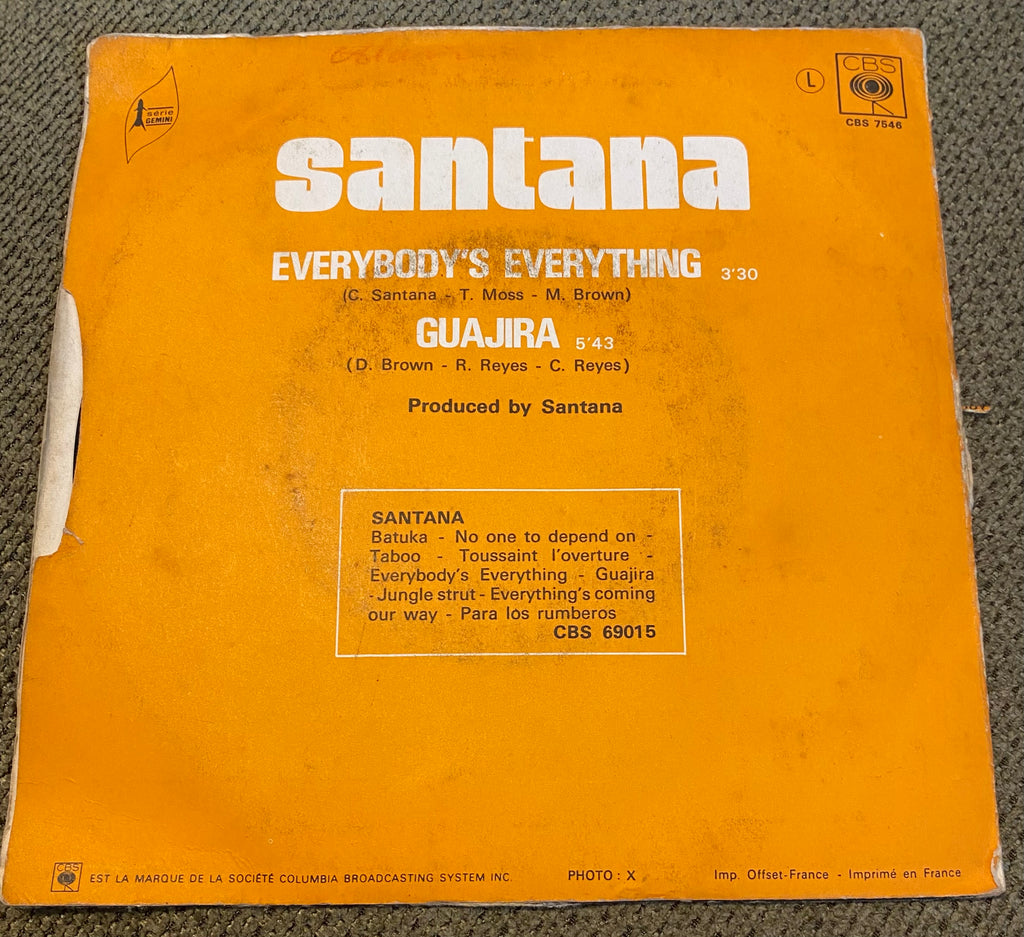 série
GEMINI
L
CBS
CBS 7546
santana
EVERYBODY'S EVERYTHING 3'30
(C. Santana - T. Moss - M. Brown)
GUAJIRA 5'43
(D. Brown - R. Reyes - C. Reyes)
Produced by Santana
SANTANA
Batuka - No one to depend on -
Taboo - Toussaint l'overture -
Everybody's Everything - Guajira
- Jungle strut - Everything's coming
our way - Para los rumberos
CBS 69015
CBS
EST LA MARQUE DE LA SOCIÉTÉ COLUMBIA BROADCASTING SYSTEM INC.
PHOTO : X
Imp. Offset-France - Imprimé en France